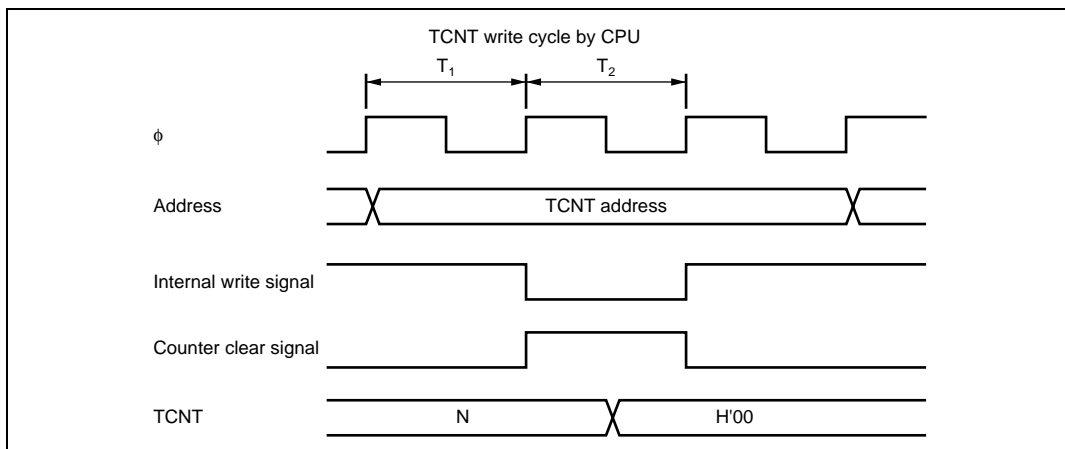 TCNT write cycle by CPU
T₁ T₂
ϕ
Address TCNT address
Internal write signal
Counter clear signal
TCNT N H'00